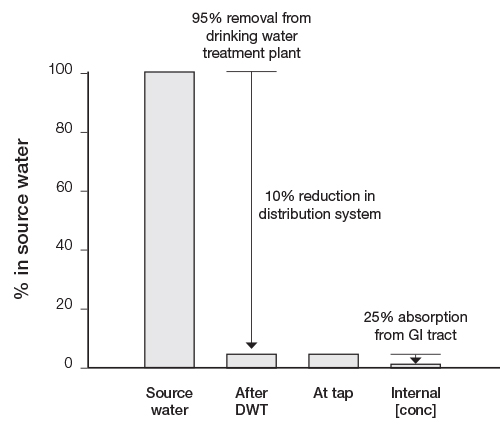 95% removal from
drinking water
treatment plant
100
80
60
40
20
0
% in source water
10% reduction in
distribution system
25% absorption
from GI tract
Source
water
After
DWT
At tap
Internal
[conc]